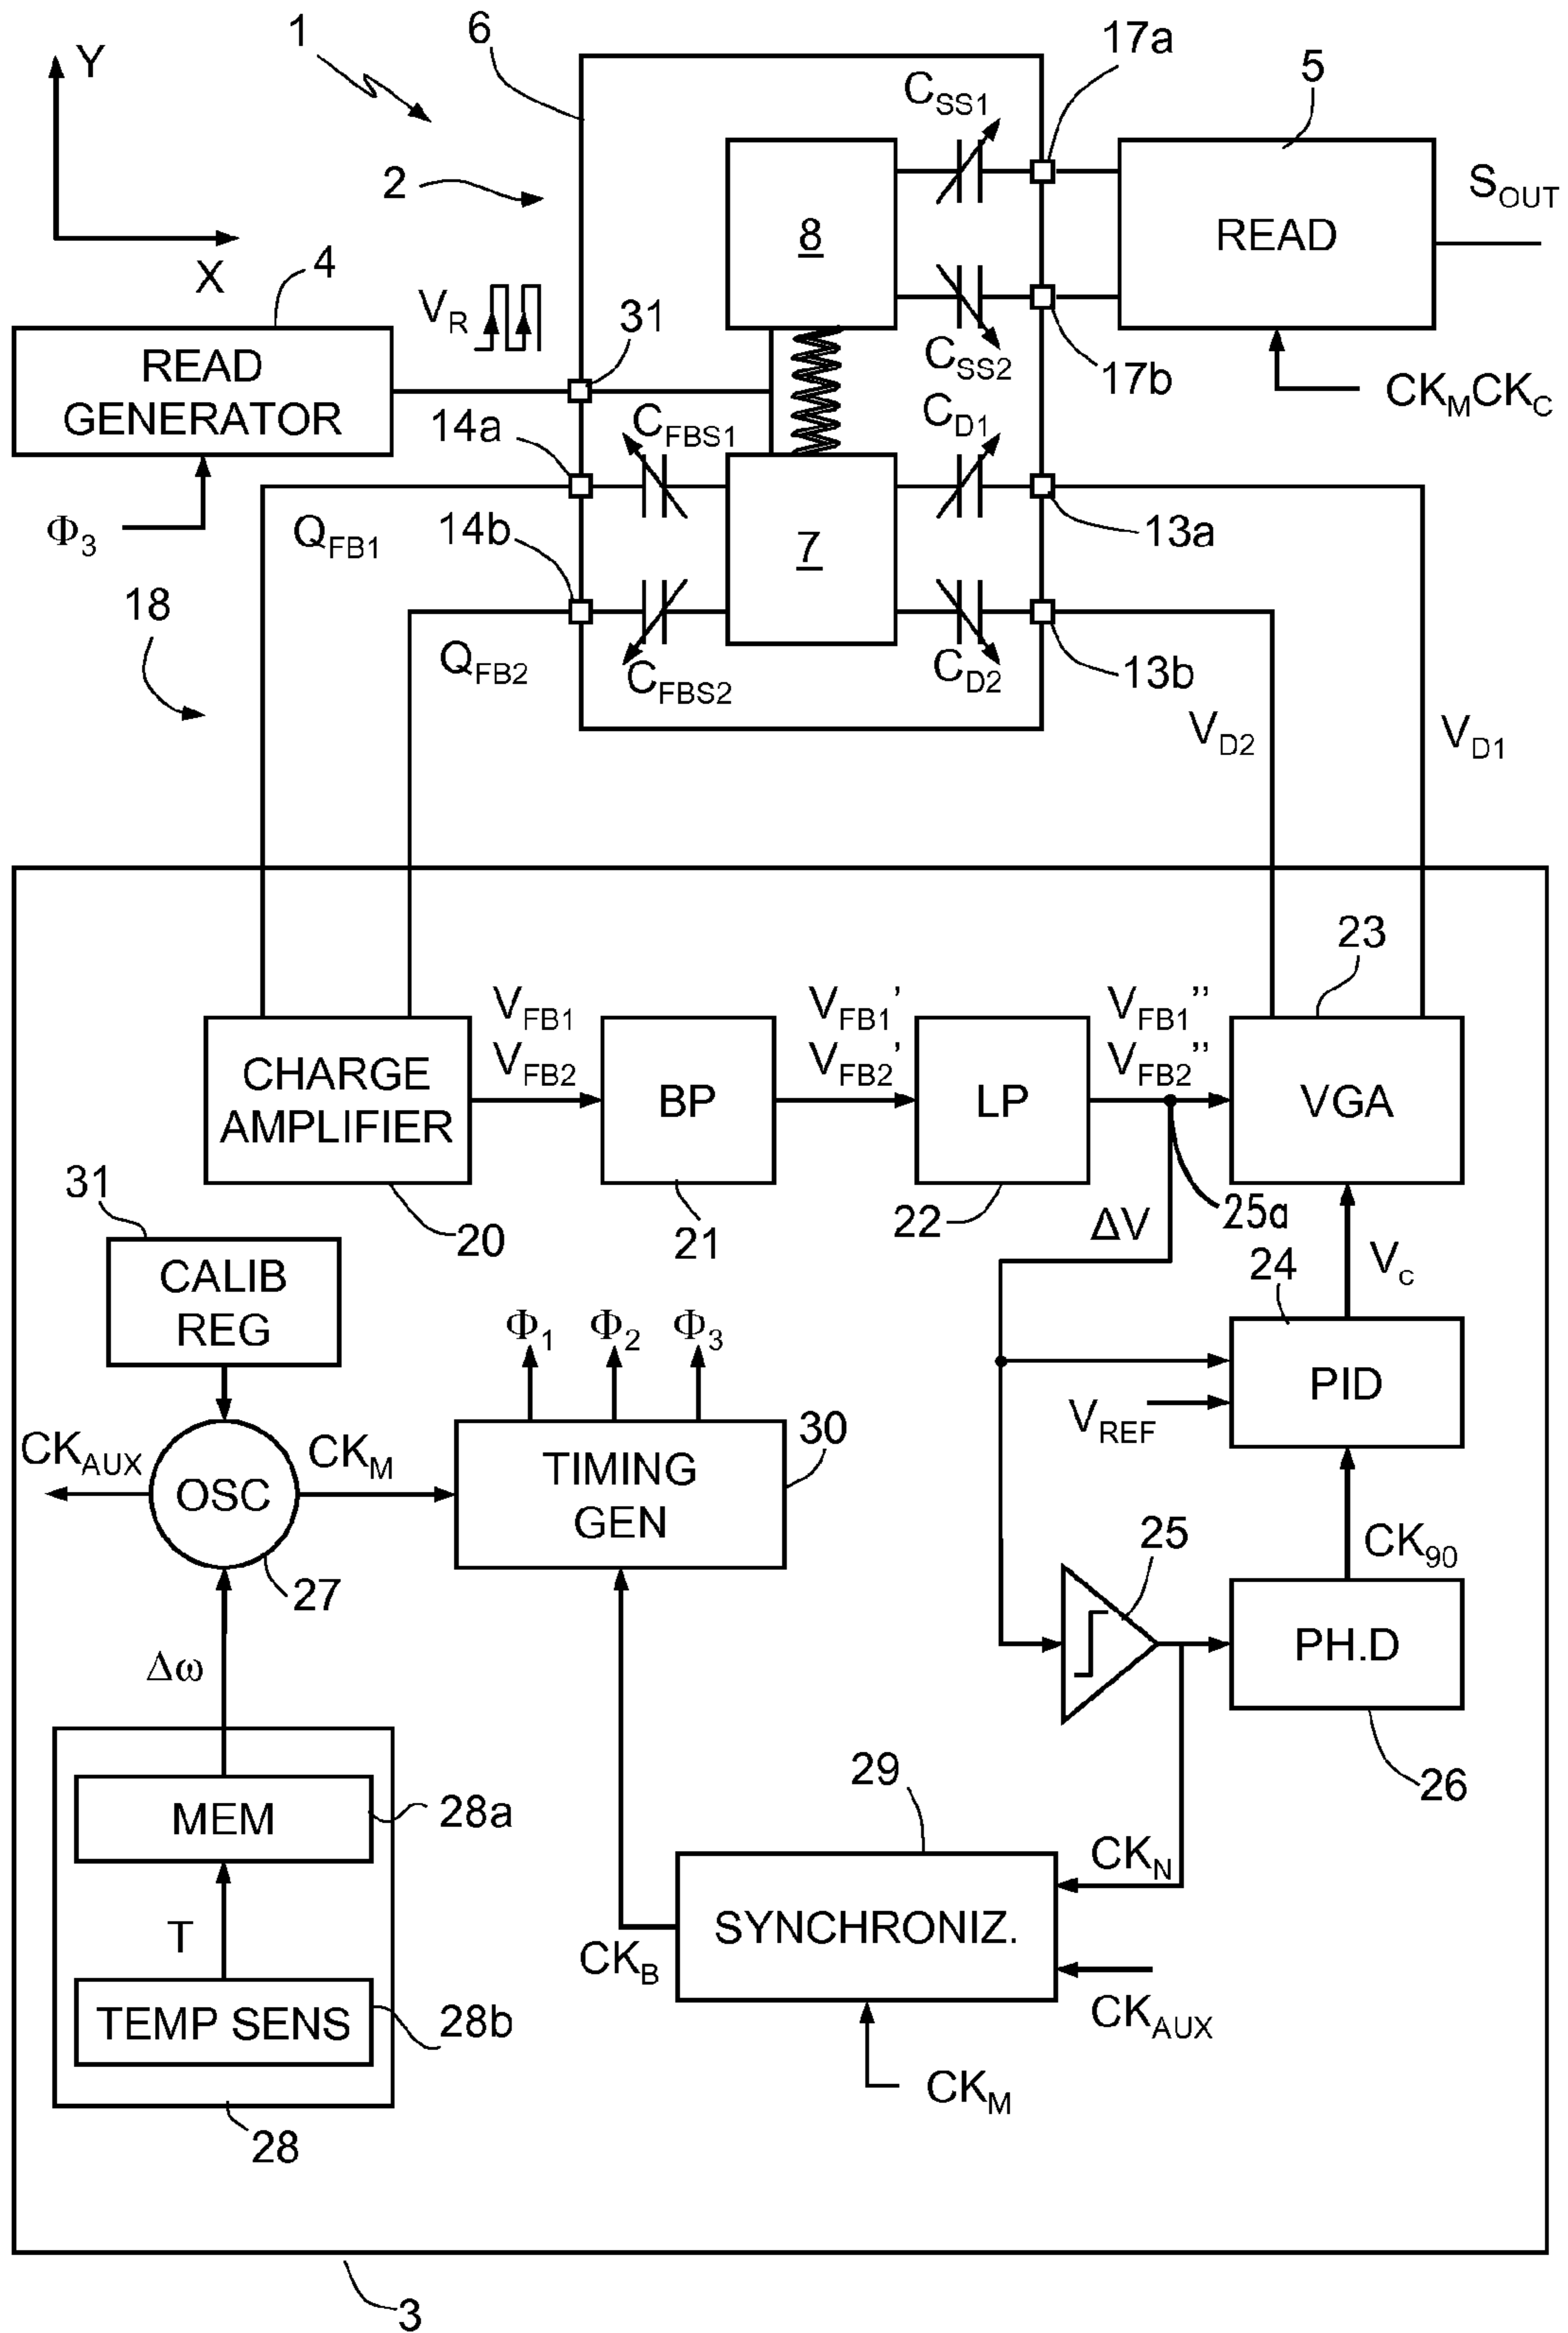 1
6
17a
Y
C_SS1
5
2
S_OUT
8
READ
4
X
V_R
31
C_SS2
17b
CK_MCK_C
READ
GENERATOR
14a
C_FBS1
C_D1
Φ_3
Q_FB1
14b
7
13a
18
Q_FB2
C_FBS2
C_D2
13b
V_D2
V_D1
23
V_FB1
V_FB1'
V_FB1''
V_FB2
V_FB2'
V_FB2''
CHARGE
AMPLIFIER
BP
LP
VGA
31
20
21
22
ΔV
25a
CALIB
REG
24
V_c
Φ_1
Φ_2
Φ_3
PID
V_REF
30
CK_AUX
OSC
CK_M
TIMING
GEN
25
CK_90
27
PH.D
Δω
29
26
MEM
28a
CK_N
T
SYNCHRONIZ.
CK_B
TEMP SENS
28b
CK_AUX
CK_M
28
3